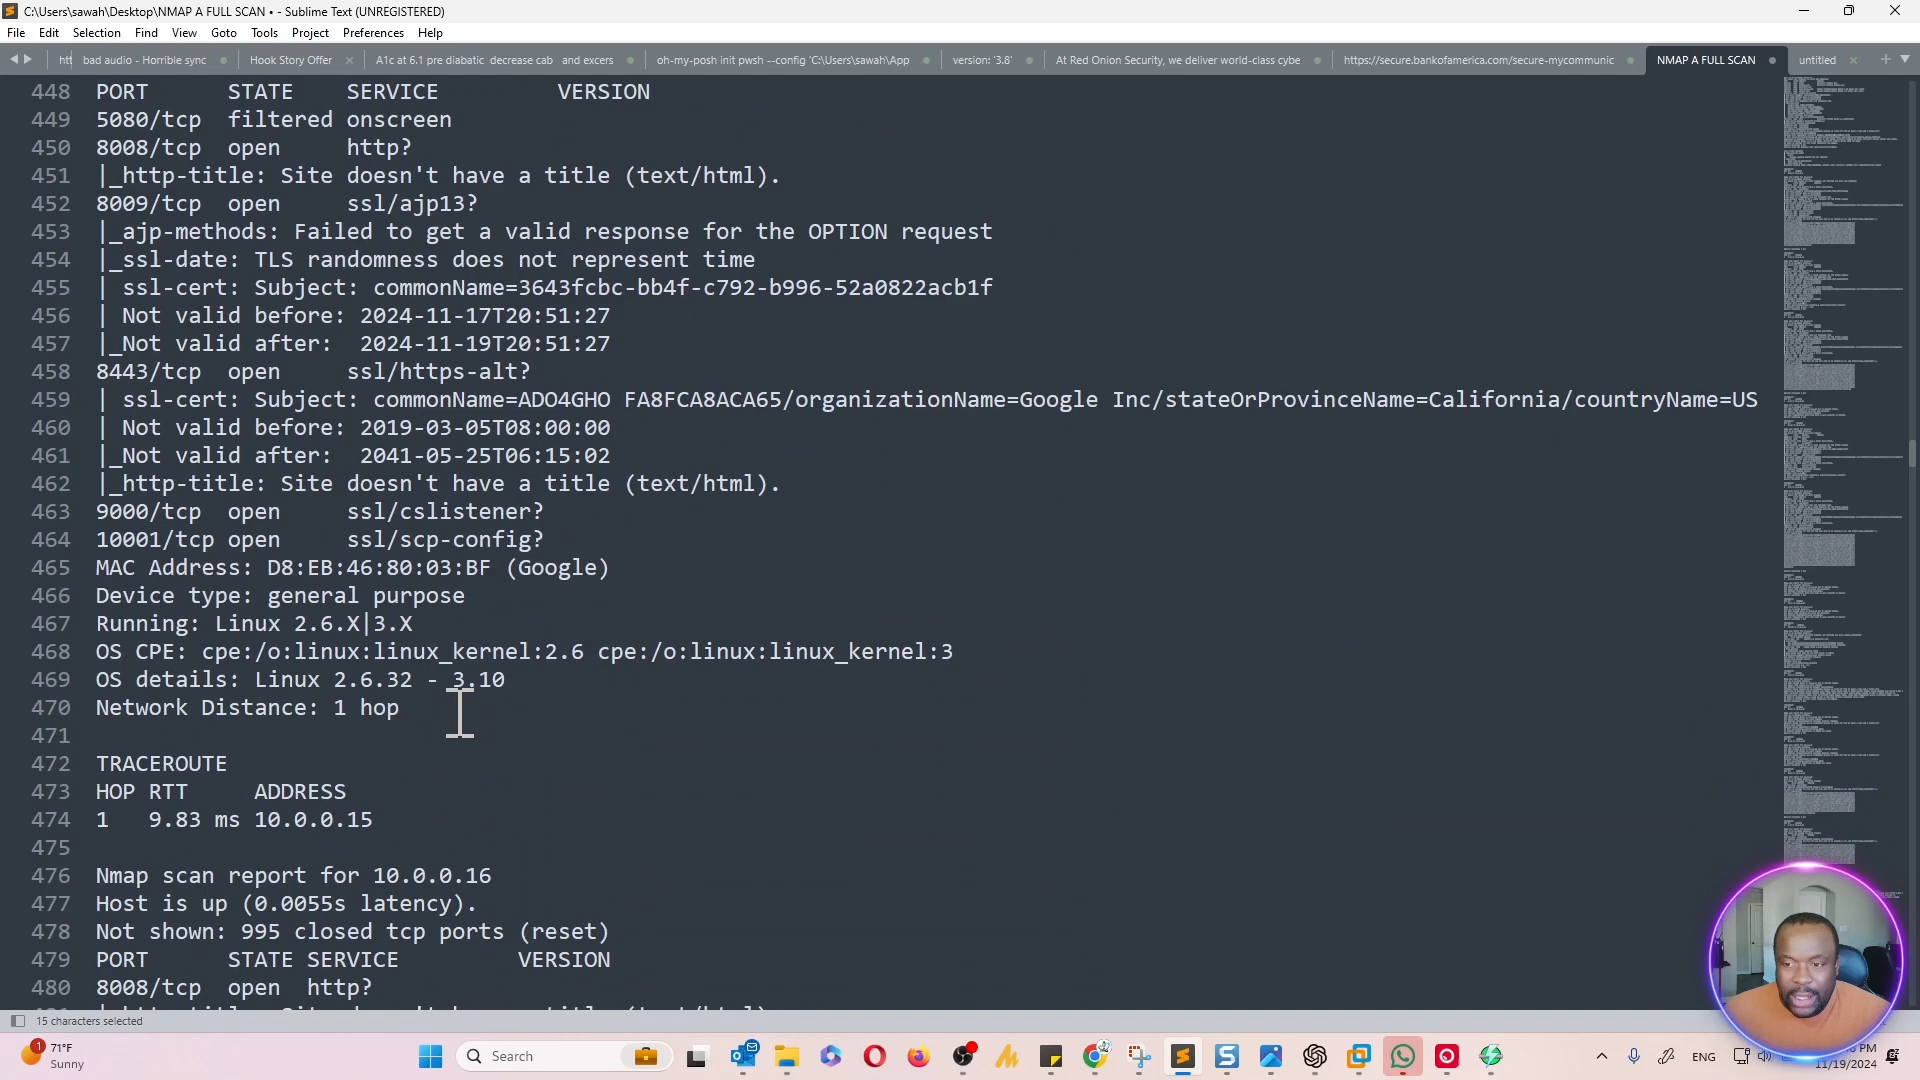 C:\Users\sawah\Desktop\NMAP A FULL SCAN • - Sublime Text (UNREGISTERED)
File Edit Selection Find View Goto Tools Project Preferences Help
htt bad audio - Horrible sync Hook Story Offer A1c at 6.1 pre diabatic decrease cab and excers oh-my-posh init pwsh --config 'C:\Users\sawah\App version: '3.8' At Red Onion Security, we deliver world-class cybe https://secure.bankofamerica.com/secure-mycommunic NMAP A FULL SCAN untitled
448 PORT STATE SERVICE VERSION
449 5080/tcp filtered onscreen
450 8008/tcp open http?
451 |_http-title: Site doesn't have a title (text/html).
452 8009/tcp open ssl/ajp13?
453 |_ajp-methods: Failed to get a valid response for the OPTION request
454 |_ssl-date: TLS randomness does not represent time
455 | ssl-cert: Subject: commonName=3643fcbc-bb4f-c792-b996-52a0822acb1f
456 | Not valid before: 2024-11-17T20:51:27
457 |_Not valid after:  2024-11-19T20:51:27
458 8443/tcp open ssl/https-alt?
459 | ssl-cert: Subject: commonName=ADO4GHO FA8FCA8ACA65/organizationName=Google Inc/stateOrProvinceName=California/countryName=US
460 | Not valid before: 2019-03-05T08:00:00
461 |_Not valid after:  2041-05-25T06:15:02
462 |_http-title: Site doesn't have a title (text/html).
463 9000/tcp open ssl/cslistener?
464 10001/tcp open ssl/scp-config?
465 MAC Address: D8:EB:46:80:03:BF (Google)
466 Device type: general purpose
467 Running: Linux 2.6.X|3.X
468 OS CPE: cpe:/o:linux:linux_kernel:2.6 cpe:/o:linux:linux_kernel:3
469 OS details: Linux 2.6.32 - 3.10
470 Network Distance: 1 hop
471
472 TRACEROUTE
473 HOP RTT ADDRESS
474 1 9.83 ms 10.0.0.15
475
476 Nmap scan report for 10.0.0.16
477 Host is up (0.0055s latency).
478 Not shown: 995 closed tcp ports (reset)
479 PORT STATE SERVICE VERSION
480 8008/tcp open http?
15 characters selected
1 71°F
Sunny
Search
ENG
PM
11/19/2024